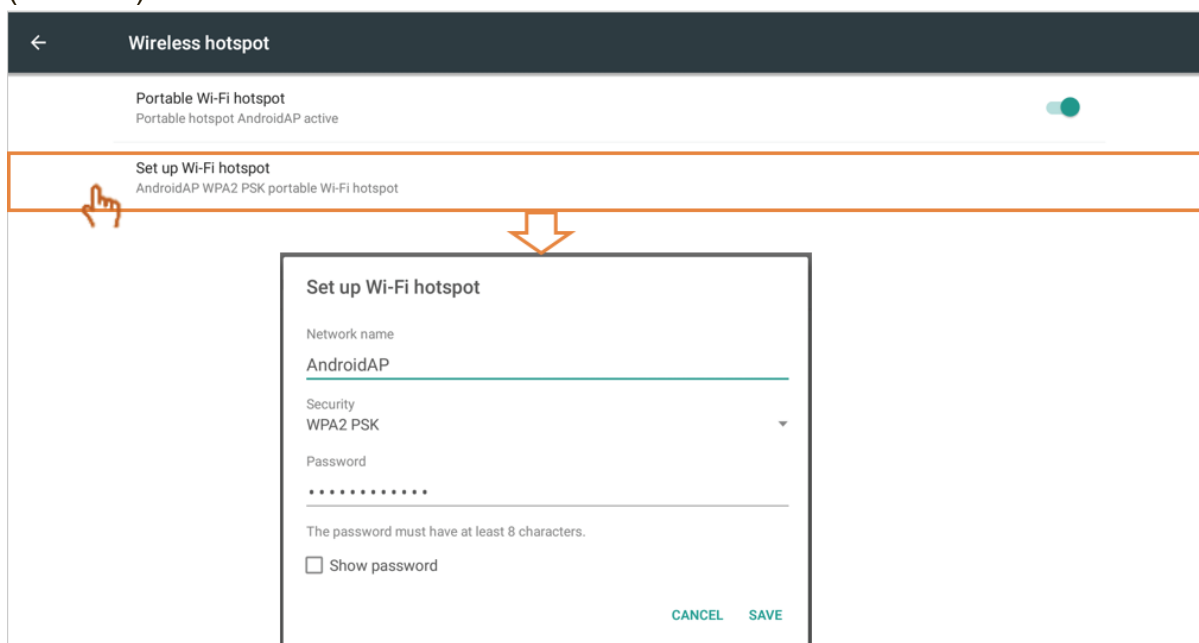 Wireless hotspot
Portable Wi-Fi hotspot
Portable hotspot AndroidAP active
Set up Wi-Fi hotspot
AndroidAP WPA2 PSK portable Wi-Fi hotspot
Set up Wi-Fi hotspot
Network name
AndroidAP
Security
WPA2 PSK
Password
••••••••••••
The password must have at least 8 characters.
Show password
CANCEL SAVE